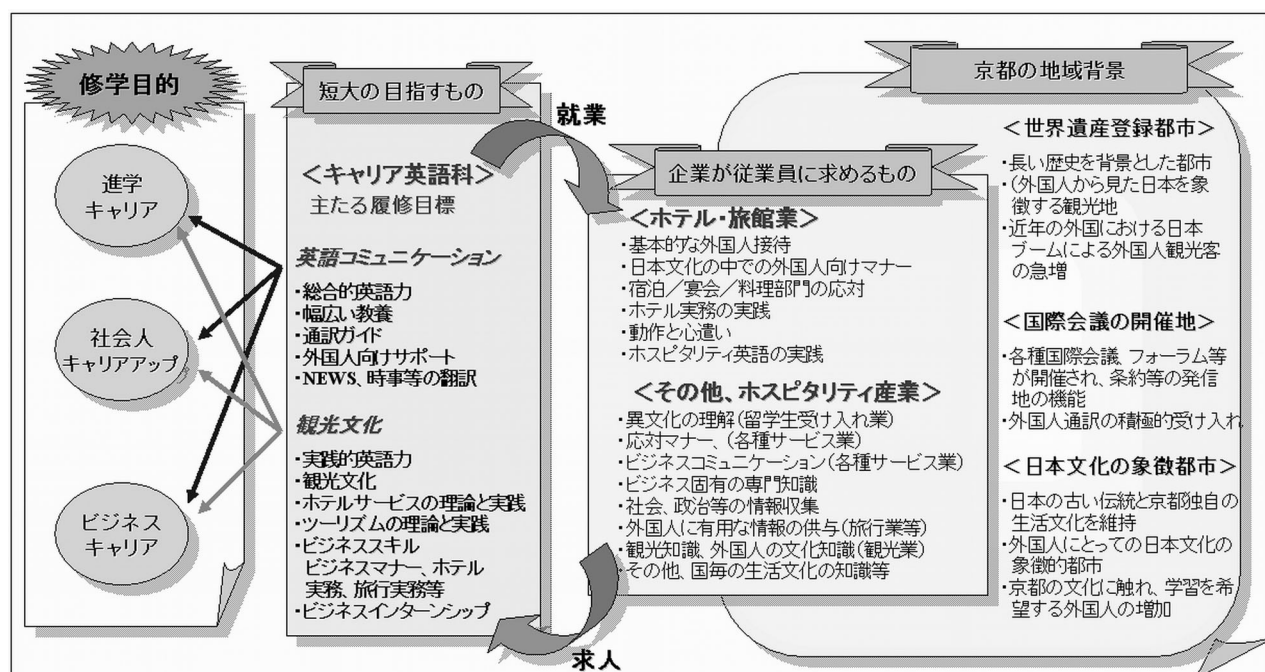 修学目的
進学
キャリア
社会人
キャリアアップ
ビジネス
キャリア
短大の目指すもの
＜キャリア英語科＞
主たる履修目標
英語コミュニケーション
・総合的英語力
・幅広い教養
・通訳ガイド
・外国人向けサポート
・NEWS、時事等の翻訳
観光文化
・実践的英語力
・観光文化
・ホテルサービスの理論と実践
・ツーリズムの理論と実践
・ビジネススキル
ビジネスマナー、ホテル
実務、旅行実務等
・ビジネスインターンシップ
就業
求人
企業が従業員に求めるもの
＜ホテル・旅館業＞
・基本的な外国人接待
・日本文化の中での外国人向けマナー
・宿泊／宴会／料理部門の応対
・ホテル実務の実践
・動作と心遣い
・ホスピタリティ英語の実践
＜その他、ホスピタリティ産業＞
・異文化の理解（留学生受け入れ業）
・応対マナー、（各種サービス業）
・ビジネスコミュニケーション（各種サービス業）
・ビジネス固有の専門知識
・社会、政治等の情報収集
・外国人に有用な情報の供与（旅行業等）
・観光知識、外国人の文化知識（観光業）
・その他、国毎の生活文化の知識等
京都の地域背景
＜世界遺産登録都市＞
・長い歴史を背景とした都市
・（外国人から見た日本を象
徴する観光地
・近年の外国における日本
ブームによる外国人観光客
の急増
＜国際会議の開催地＞
・各種国際会議、フォーラム等
が開催され、条約等の発信
地の機能
・外国人通訳の積極的受け入れ
＜日本文化の象徴都市＞
・日本の古い伝統と京都独自の
生活文化を維持
・外国人にとっての日本文化の
象徴的都市
・京都の文化に触れ、学習を希
望する外国人の増加